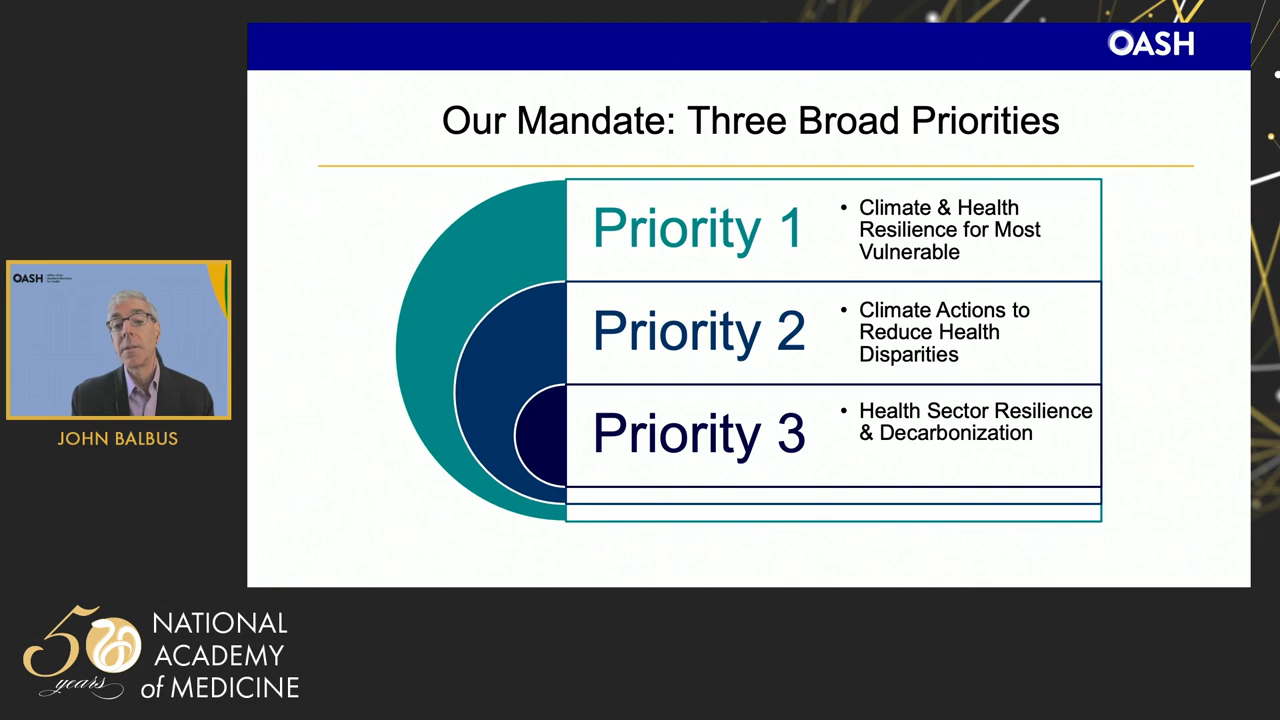 OASH
Our Mandate: Three Broad Priorities
Priority 1
• Climate & Health
Resilience for Most
Vulnerable
Priority 2
• Climate Actions to
Reduce Health
Disparities
Priority 3
• Health Sector Resilience
& Decarbonization
OASH
JOHN BALBUS
50
years
NATIONAL
ACADEMY
of MEDICINE